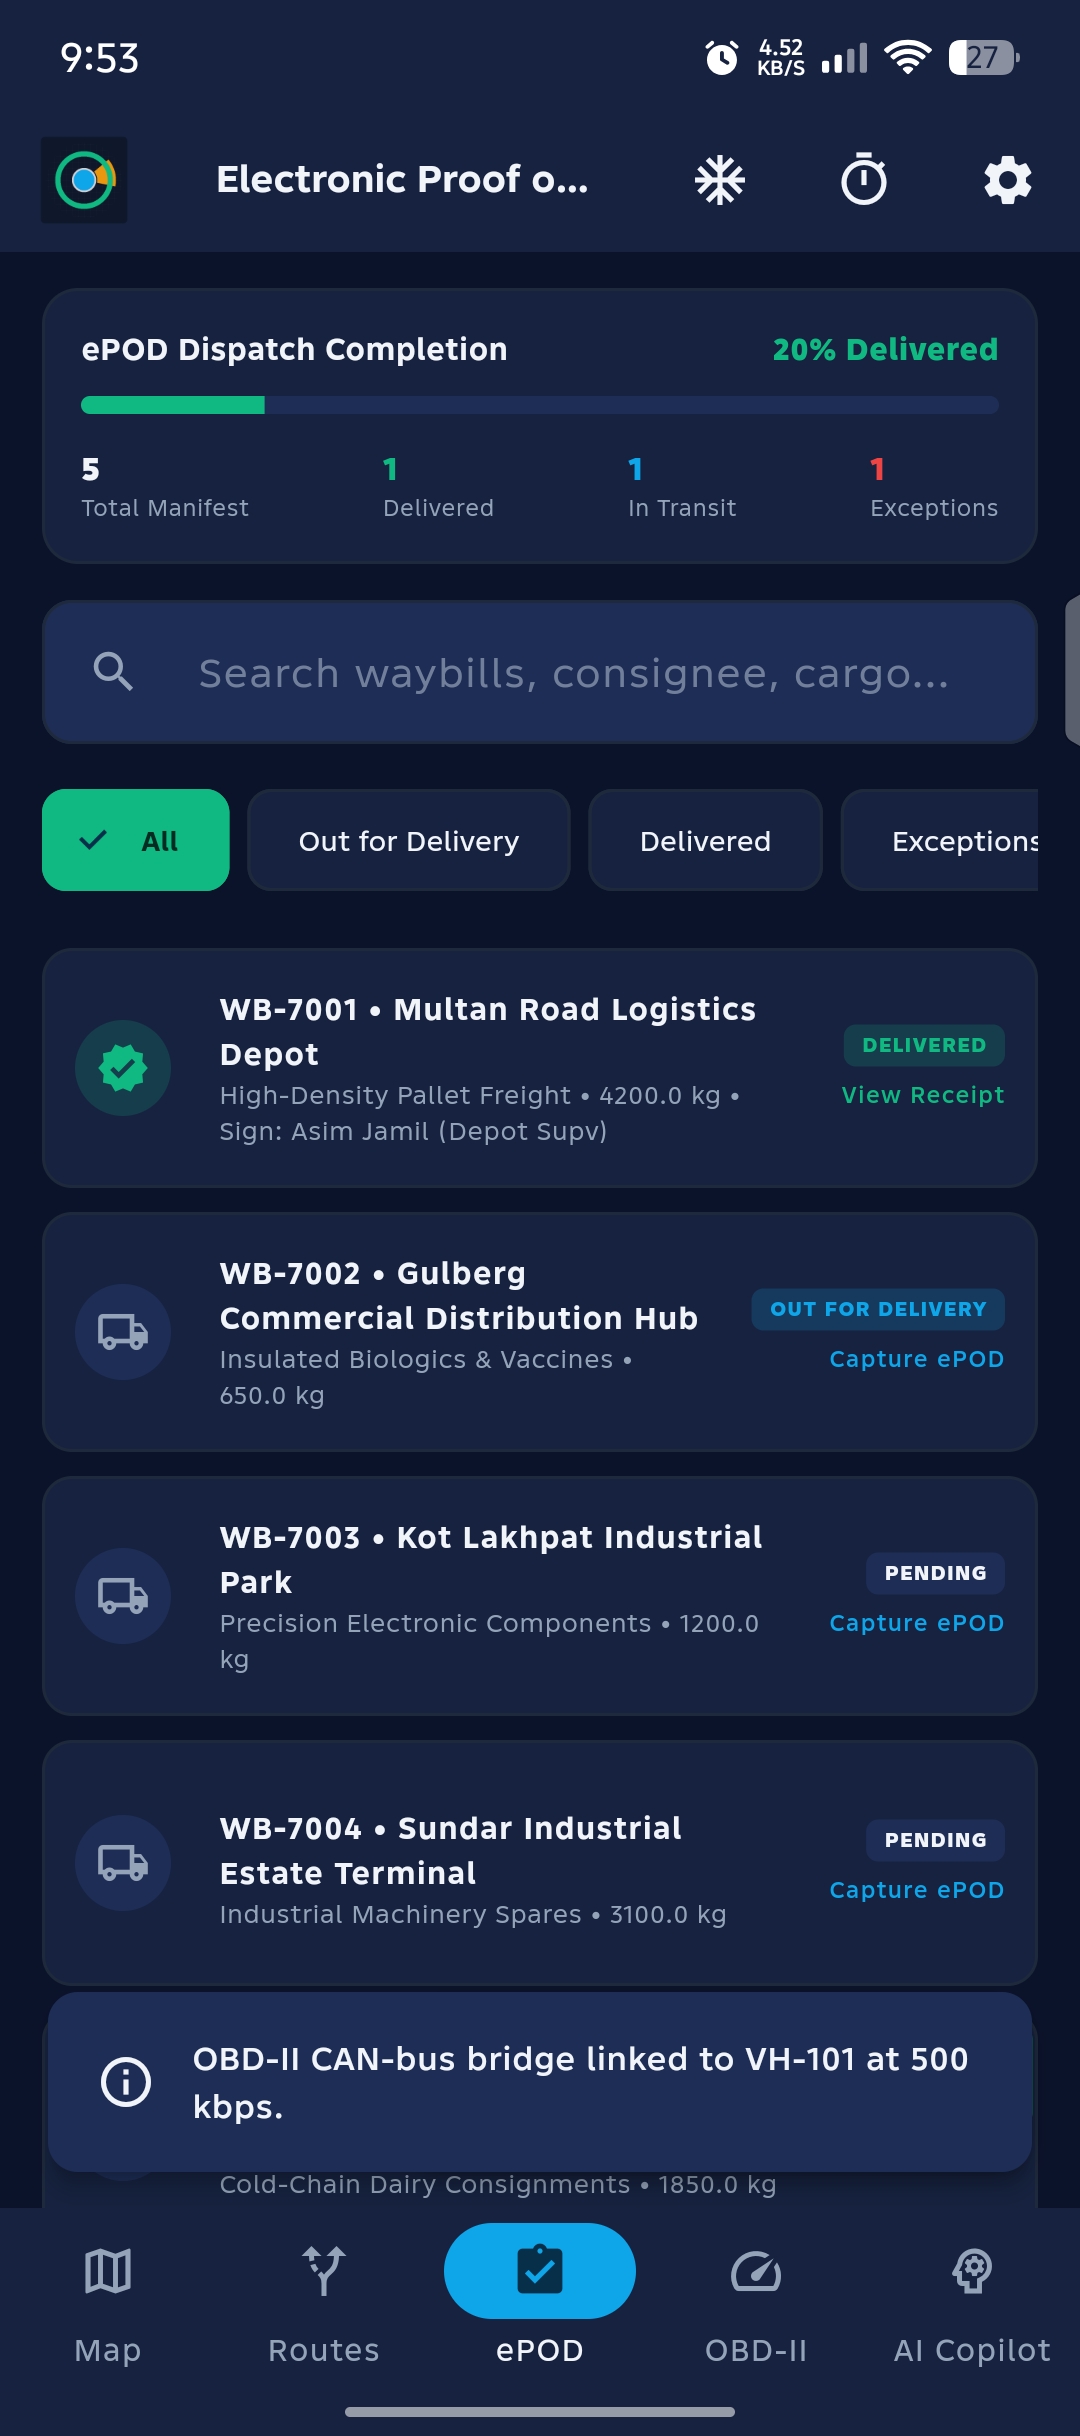 9:53
4.52
KB/S
27
Electronic Proof o...
ePOD Dispatch Completion
20% Delivered
5
1
1
1
Total Manifest
Delivered
In Transit
Exceptions
Search waybills, consignee, cargo...
All
Out for Delivery
Delivered
Exceptions
WB-7001 • Multan Road Logistics
Depot
High-Density Pallet Freight • 4200.0 kg •
Sign: Asim Jamil (Depot Supv)
DELIVERED
View Receipt
WB-7002 • Gulberg
Commercial Distribution Hub
Insulated Biologics & Vaccines •
650.0 kg
OUT FOR DELIVERY
Capture ePOD
WB-7003 • Kot Lakhpat Industrial
Park
Precision Electronic Components • 1200.0
kg
PENDING
Capture ePOD
WB-7004 • Sundar Industrial
Estate Terminal
Industrial Machinery Spares • 3100.0 kg
PENDING
Capture ePOD
OBD-II CAN-bus bridge linked to VH-101 at 500
kbps.
Cold-Chain Dairy Consignments • 1850.0 kg
Map
Routes
ePOD
OBD-II
AI Copilot